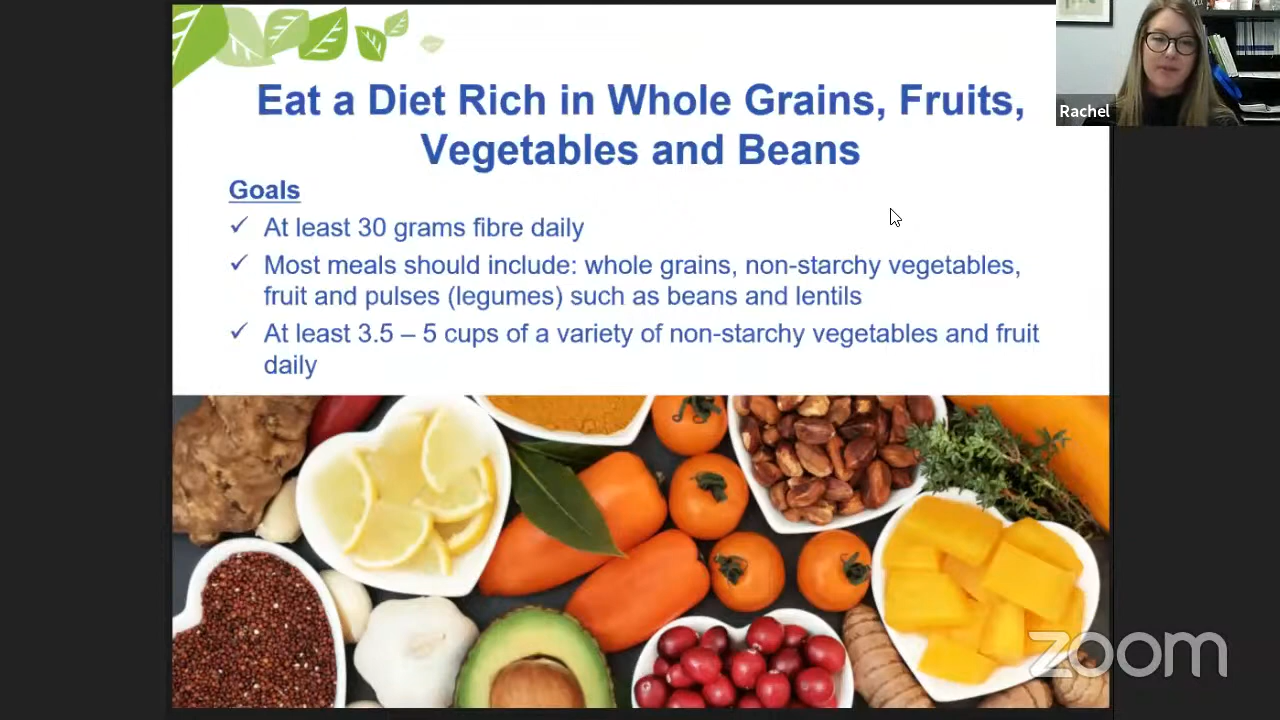 Eat a Diet Rich in Whole Grains, Fruits,
Vegetables and Beans
Rachel
Goals
✓ At least 30 grams fibre daily
✓ Most meals should include: whole grains, non-starchy vegetables,
fruit and pulses (legumes) such as beans and lentils
✓ At least 3.5 – 5 cups of a variety of non-starchy vegetables and fruit
daily
zoom